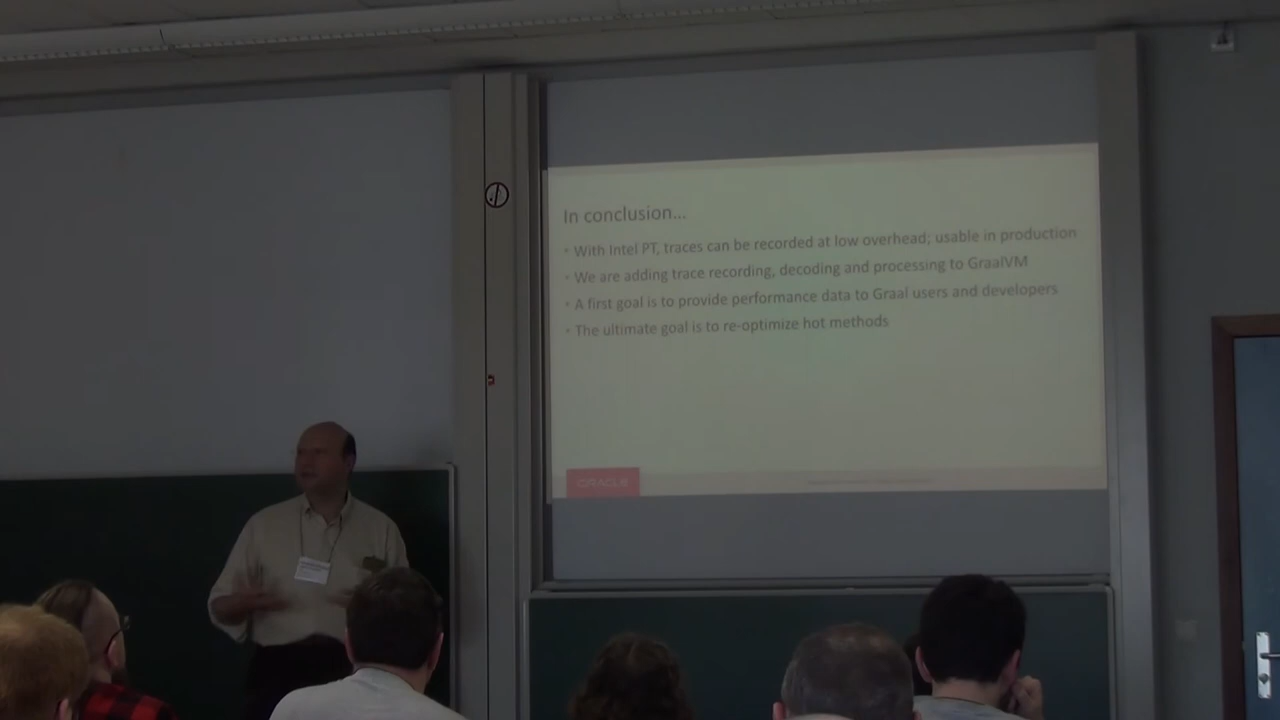 In conclusion...
• With Intel PT, traces can be recorded at low overhead; usable in production
• We are adding trace recording, decoding and processing to GraalVM
• A first goal is to provide performance data to Graal users and developers
• The ultimate goal is to re-optimize hot methods
ORACLE